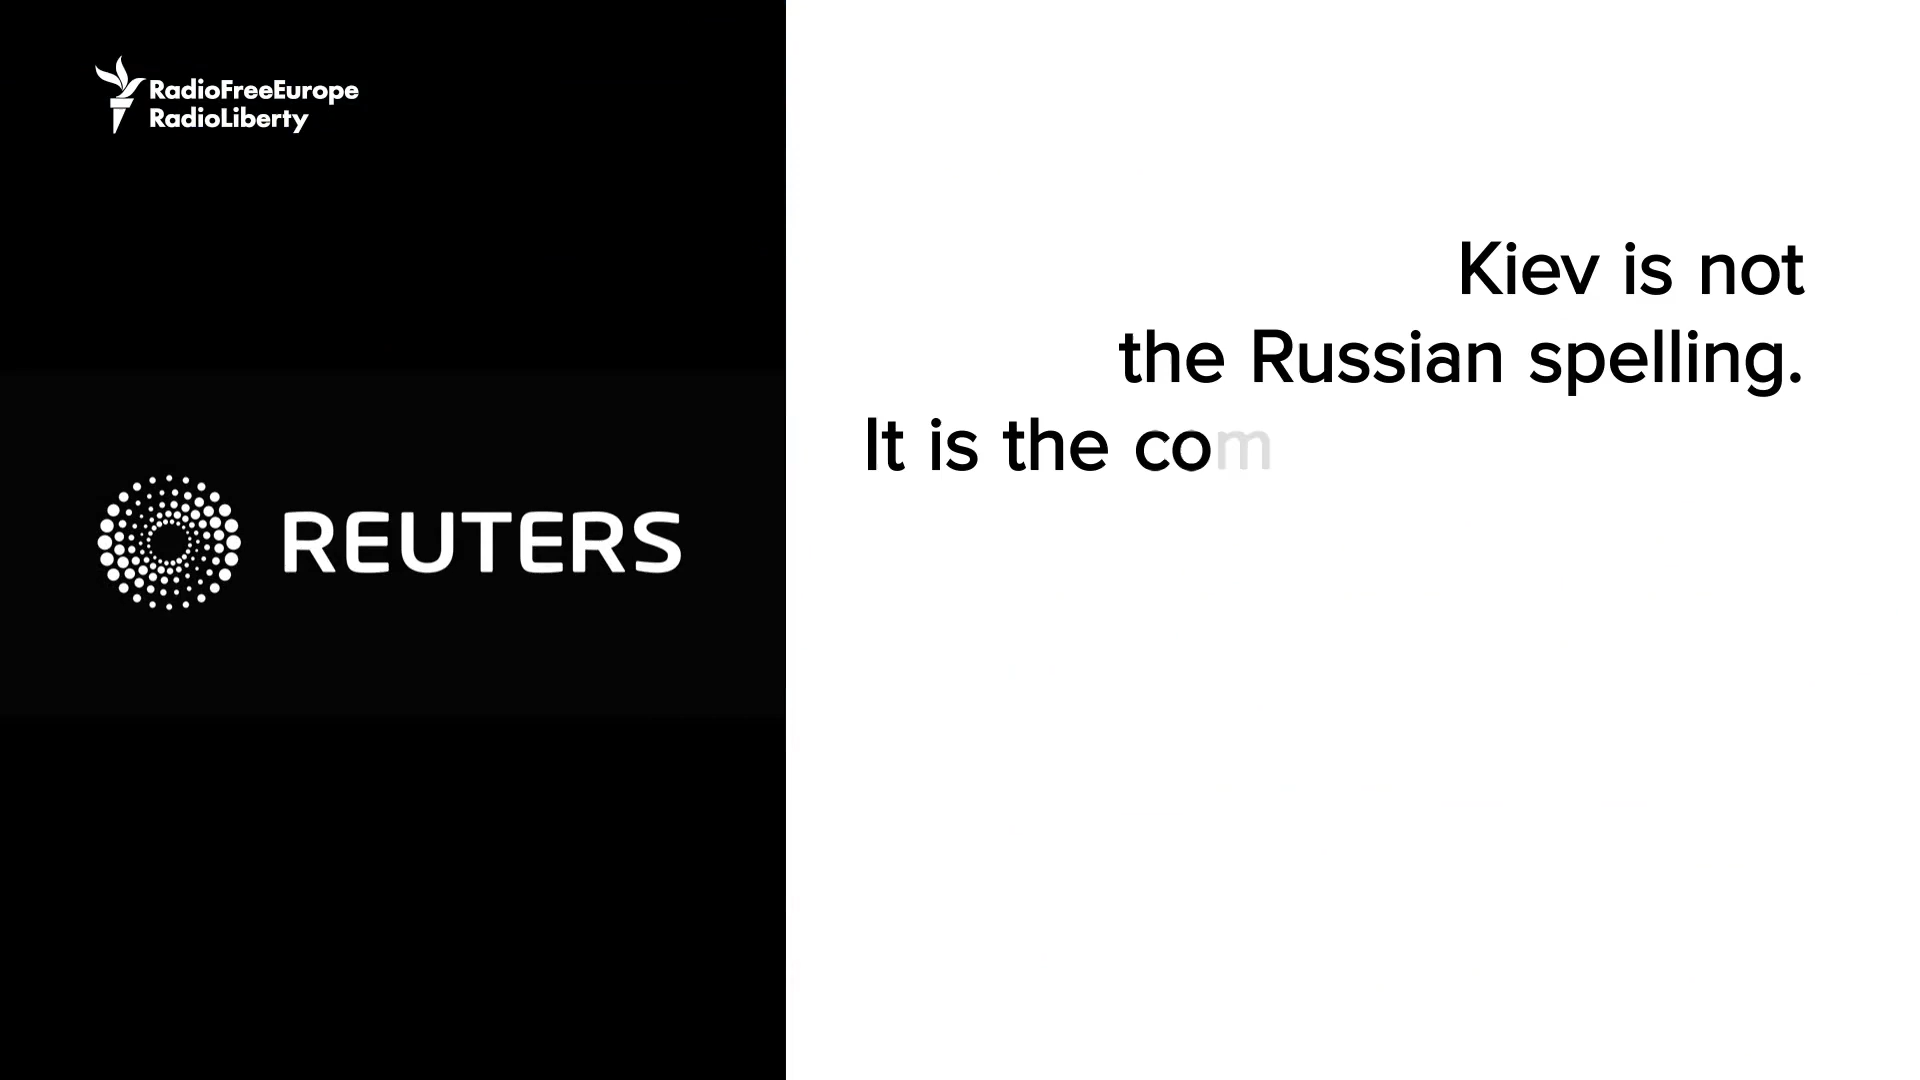 RadioFreeEurope
RadioLiberty
REUTERS
Kiev is not
the Russian spelling.
It is the com